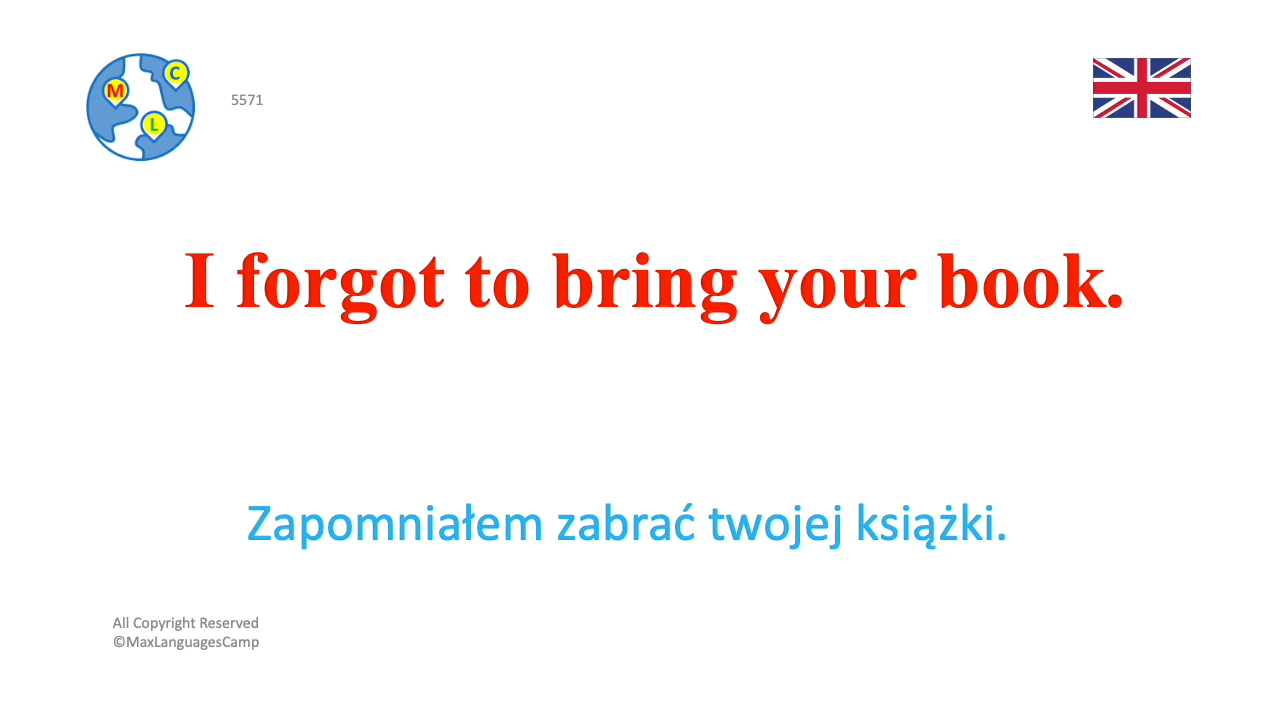 M
C
L
5571
I forgot to bring your book.
Zapomniałem zabrać twojej książki.
All Copyright Reserved
©MaxLanguagesCamp